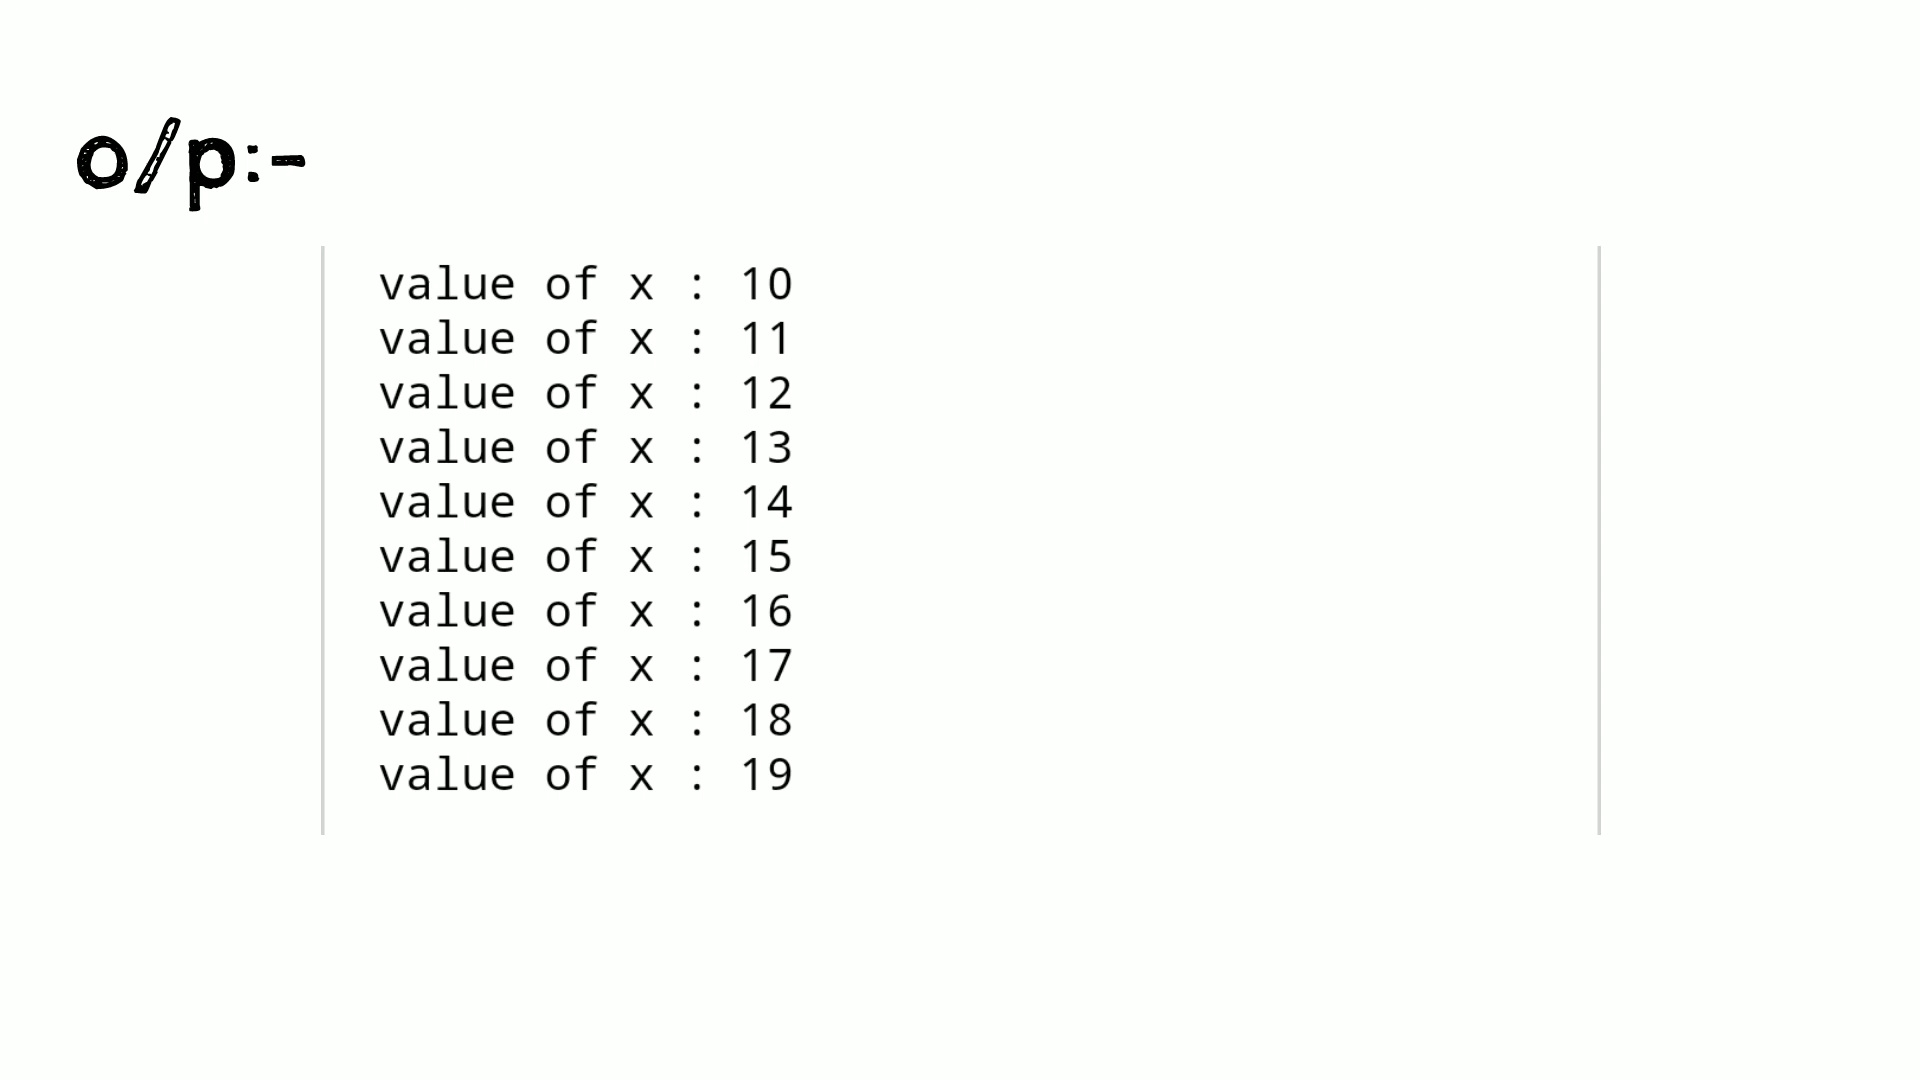 o/p:-
value of x : 10
value of x : 11
value of x : 12
value of x : 13
value of x : 14
value of x : 15
value of x : 16
value of x : 17
value of x : 18
value of x : 19